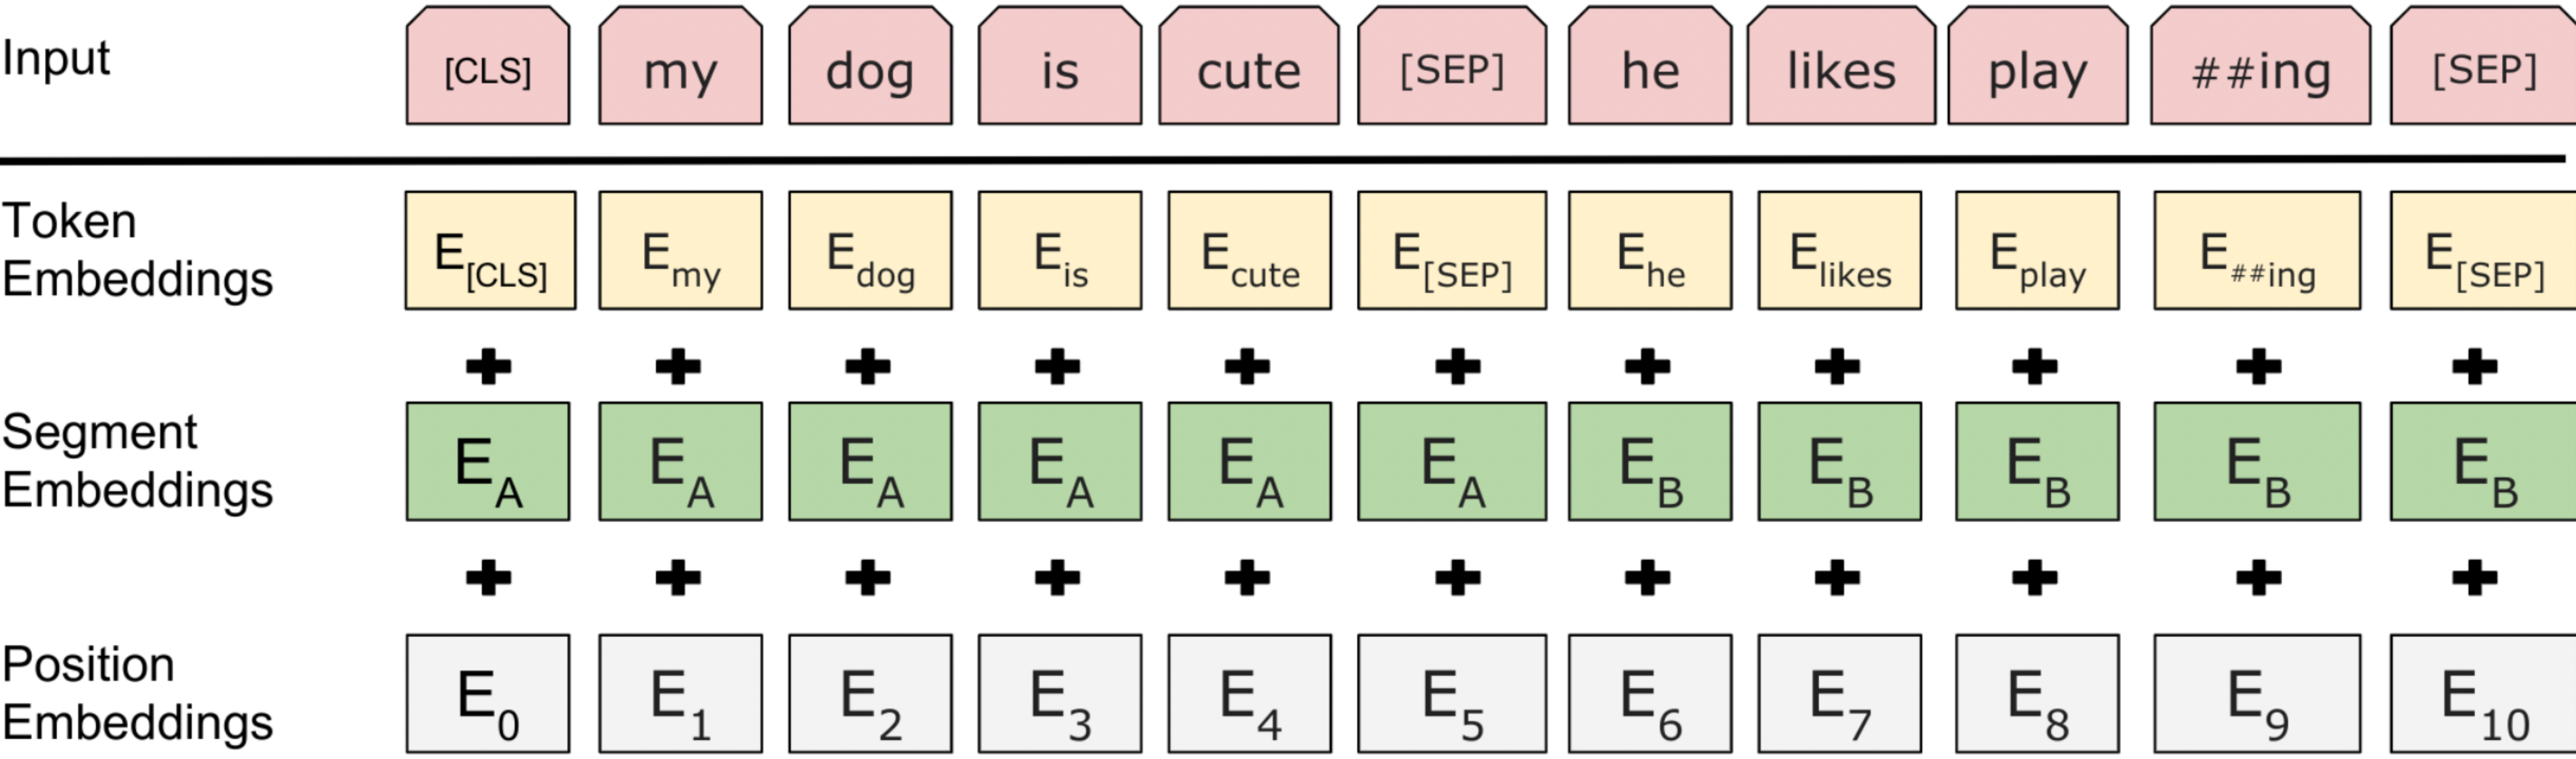 Input [CLS] my dog is cute [SEP] he likes play ##ing [SEP]
Token
Embeddings E[CLS] Emy Edog Eis Ecute E[SEP] Ehe Elikes Eplay E##ing E[SEP]
+ + + + + + + + + + +
Segment
Embeddings EA EA EA EA EA EA EB EB EB EB EB
+ + + + + + + + + + +
Position
Embeddings E0 E1 E2 E3 E4 E5 E6 E7 E8 E9 E10